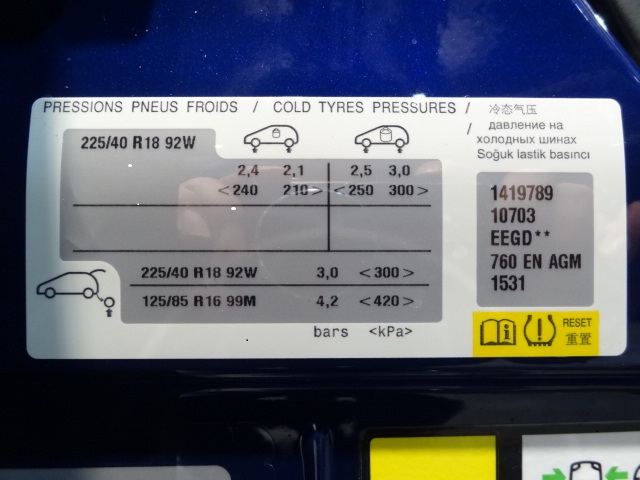 PRESSIONS PNEUS FROIDS / COLD TYRES PRESSURES / 冷态气压
/ давление на
холодных шинах
Soğuk lastik basıncı
225/40 R18 92W
2,4 2,1 2,5 3,0
<240 210> <250 300>
225/40 R18 92W 3,0 <300>
125/85 R16 99M 4,2 <420>
bars <kPa>
1419789
10703
EEGD**
760 EN AGM
1531
RESET
重置